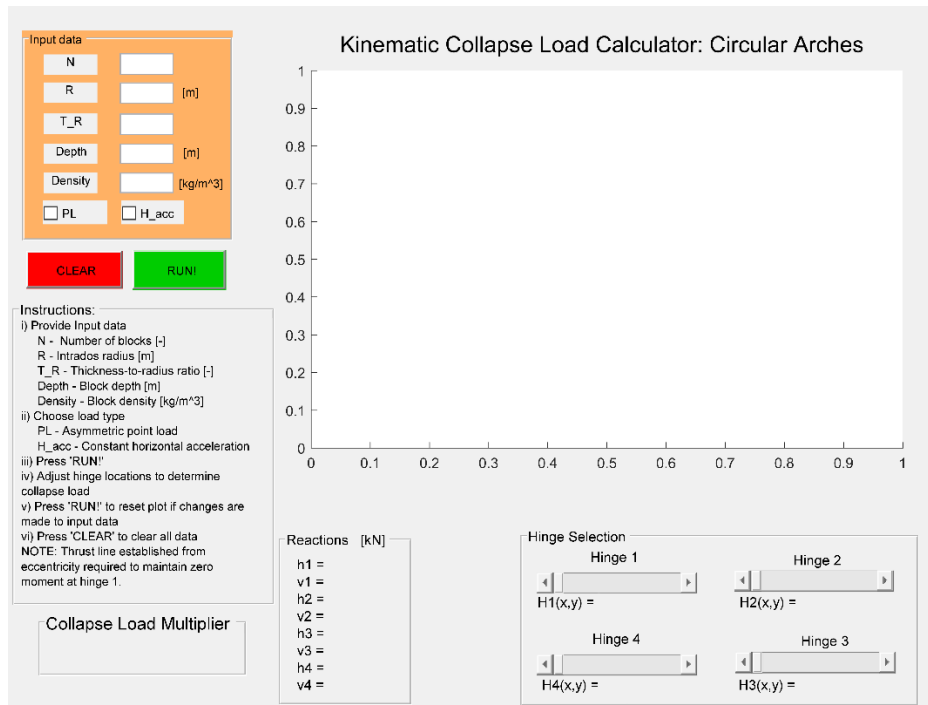 Input data
N
R [m]
T_R
Depth [m]
Density [kg/m^3]
PL H_acc
CLEAR RUN!
Instructions:
i) Provide Input data
N - Number of blocks [-]
R - Intrados radius [m]
T_R - Thickness-to-radius ratio [-]
Depth - Block depth [m]
Density - Block density [kg/m^3]
ii) Choose load type
PL - Asymmetric point load
H_acc - Constant horizontal acceleration
iii) Press 'RUN!'
iv) Adjust hinge locations to determine
collapse load
v) Press 'RUN!' to reset plot if changes are
made to input data
vi) Press 'CLEAR' to clear all data
NOTE: Thrust line established from
eccentricity required to maintain zero
moment at hinge 1.
Collapse Load Multiplier
Kinematic Collapse Load Calculator: Circular Arches
1
0.9
0.8
0.7
0.6
0.5
0.4
0.3
0.2
0.1
0
0 0.1 0.2 0.3 0.4 0.5 0.6 0.7 0.8 0.9 1
Reactions [kN]
h1 =
v1 =
h2 =
v2 =
h3 =
v3 =
h4 =
v4 =
Hinge Selection
Hinge 1 Hinge 2
H1(x,y) = H2(x,y) =
Hinge 4 Hinge 3
H4(x,y) = H3(x,y) =